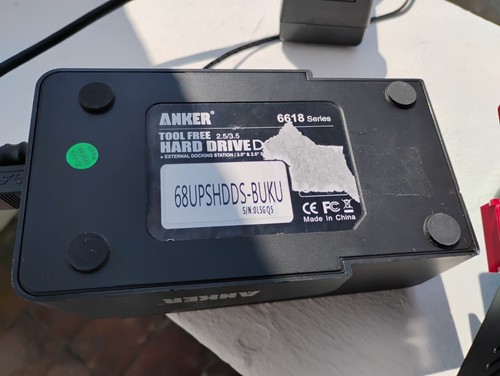 ANKER®
6618 Series
TOOL FREE 2.5/3.5
HARD DRIVE
• EXTERNAL DOCKING STATION / 3.5" & 2.5"
68UPSHDDS-BUKU
S/N:0LSGQS
CE FC
Made in China
ANKER